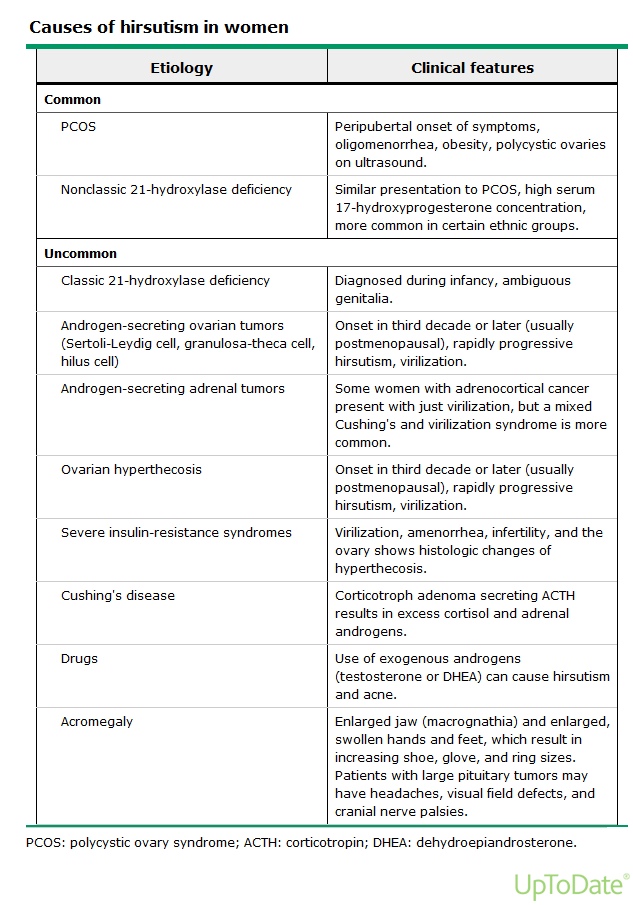 Causes of hirsutism in women
Etiology
Clinical features
Common
PCOS
Peripubertal onset of symptoms,
oligomenorrhea, obesity, polycystic ovaries
on ultrasound.
Nonclassic 21-hydroxylase deficiency
Similar presentation to PCOS, high serum
17-hydroxyprogesterone concentration,
more common in certain ethnic groups.
Uncommon
Classic 21-hydroxylase deficiency
Diagnosed during infancy, ambiguous
genitalia.
Androgen-secreting ovarian tumors
(Sertoli-Leydig cell, granulosa-theca cell,
hilus cell)
Onset in third decade or later (usually
postmenopausal), rapidly progressive
hirsutism, virilization.
Androgen-secreting adrenal tumors
Some women with adrenocortical cancer
present with just virilization, but a mixed
Cushing's and virilization syndrome is more
common.
Ovarian hyperthecosis
Onset in third decade or later (usually
postmenopausal), rapidly progressive
hirsutism, virilization.
Severe insulin-resistance syndromes
Virilization, amenorrhea, infertility, and the
ovary shows histologic changes of
hyperthecosis.
Cushing's disease
Corticotroph adenoma secreting ACTH
results in excess cortisol and adrenal
androgens.
Drugs
Use of exogenous androgens
(testosterone or DHEA) can cause hirsutism
and acne.
Acromegaly
Enlarged jaw (macrognathia) and enlarged,
swollen hands and feet, which result in
increasing shoe, glove, and ring sizes.
Patients with large pituitary tumors may
have headaches, visual field defects, and
cranial nerve palsies.
PCOS: polycystic ovary syndrome; ACTH: corticotropin; DHEA: dehydroepiandrosterone.
UpToDate®